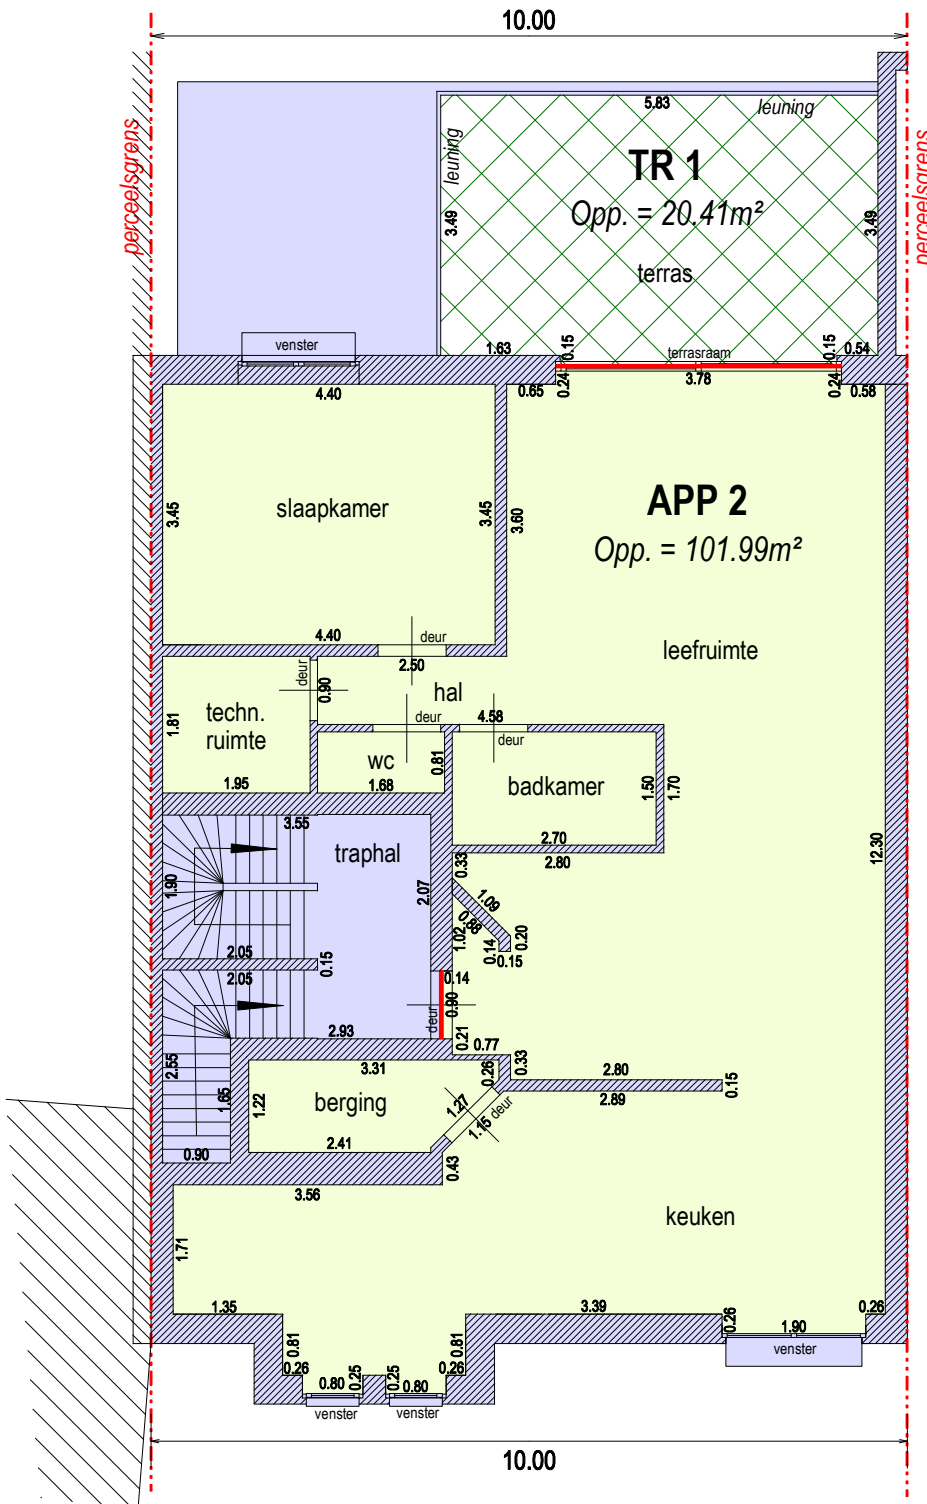 10.00
perceelsgrens
perceelsgrens
5.83
leuning
leuning
TR 1
Opp. = 20.41m²
3.49
3.49
terras
venster
1.63
0.15
terrasraam
0.15
0.54
4.40
0.65
0.24
3.78
0.24
0.58
3.45
slaapkamer
3.45
3.60
APP 2
Opp. = 101.99m²
4.40
deur
2.50
leefruimte
deur
0.90
hal
1.81
techn.
ruimte
deur
4.58
deur
wc
0.81
badkamer
1.50
1.70
1.95
1.68
3.55
traphal
2.70
2.80
12.30
0.33
1.90
2.07
1.09
0.88
1.02
0.14
0.20
0.15
2.05
0.15
2.05
0.14
0.90
deur
2.93
0.21
0.77
2.55
3.31
0.26
0.33
2.80
0.15
1.65
1.22
berging
1.27
2.89
1.15
deur
2.41
0.43
0.90
3.56
keuken
1.71
1.35
3.39
0.26
0.26
1.90
venster
0.81
0.81
0.26
0.25
0.25
0.26
0.80
0.80
venster
venster
10.00